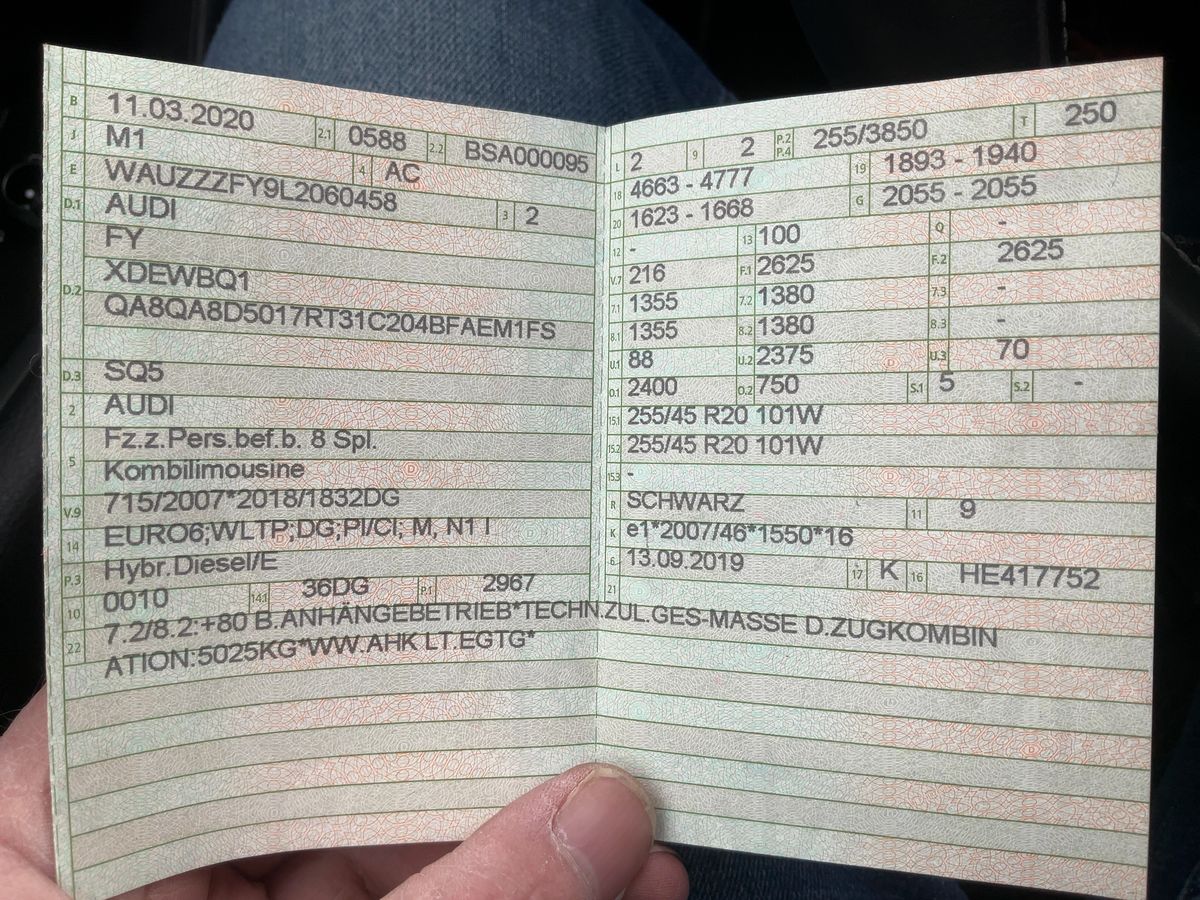 B 11.03.2020 2.1 0588 2.2 BSA000095
J M1 4 AC
E WAUZZZFY9L2060458 3 2
D.1 AUDI
D.2 FY
XDEWBQ1
QA8QA8D5017RT31C204BFAEM1FS
D.3 SQ5
2 AUDI
5 Fz.z.Pers.bef.b. 8 Spl.
Kombilimousine
V.9 715/2007*2018/1832DG
14 EURO6;WLTP;DG;PI/CI; M, N1 I
P.3 Hybr.Diesel/E
10 0010 14.1 36DG P.1 2967
22 7.2/8.2:+80 B.ANHÄNGEBETRIEB*TECHN.ZUL.GES-MASSE D.ZUGKOMBIN
ATION:5025KG*WW.AHK LT.EGTG*
L 2 9 2 P.2 P.4 255/3850 T 250
18 4663 - 4777 19 1893 - 1940
20 1623 - 1668 G 2055 - 2055
12 - 13 100 Q -
V.7 216 F.1 2625 F.2 2625
7.1 1355 7.2 1380 7.3 -
8.1 1355 8.2 1380 8.3 -
U.1 88 U.2 2375 U.3 70
O.1 2400 O.2 750 S.1 5 S.2 -
15.1 255/45 R20 101W
15.2 255/45 R20 101W
15.3 -
R SCHWARZ 11 9
K e1*2007/46*1550*16
6 13.09.2019 17 K 16 HE417752
21